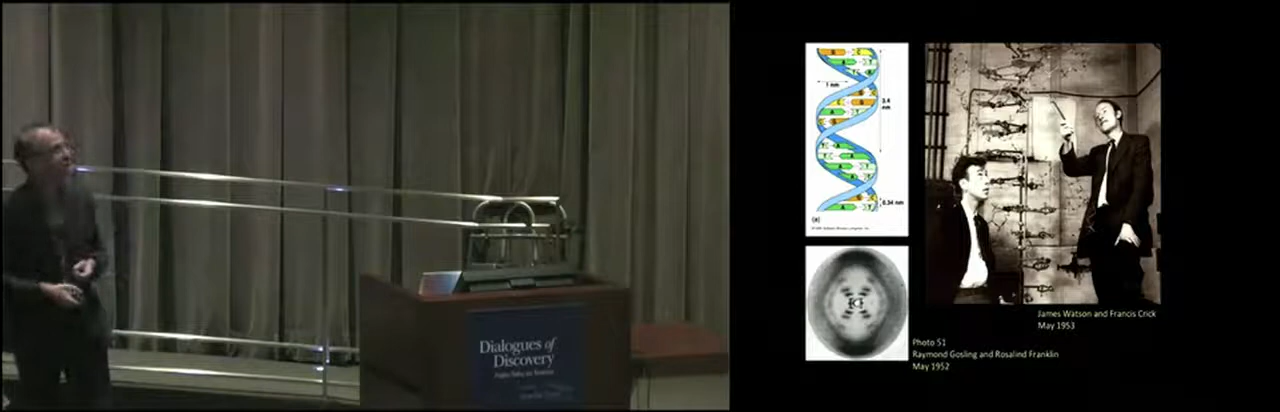 Dialogues of
Discovery
1 nm
3.4
nm
0.34 nm
(a)
James Watson and Francis Crick
May 1953
Photo 51
Raymond Gosling and Rosalind Franklin
May 1952